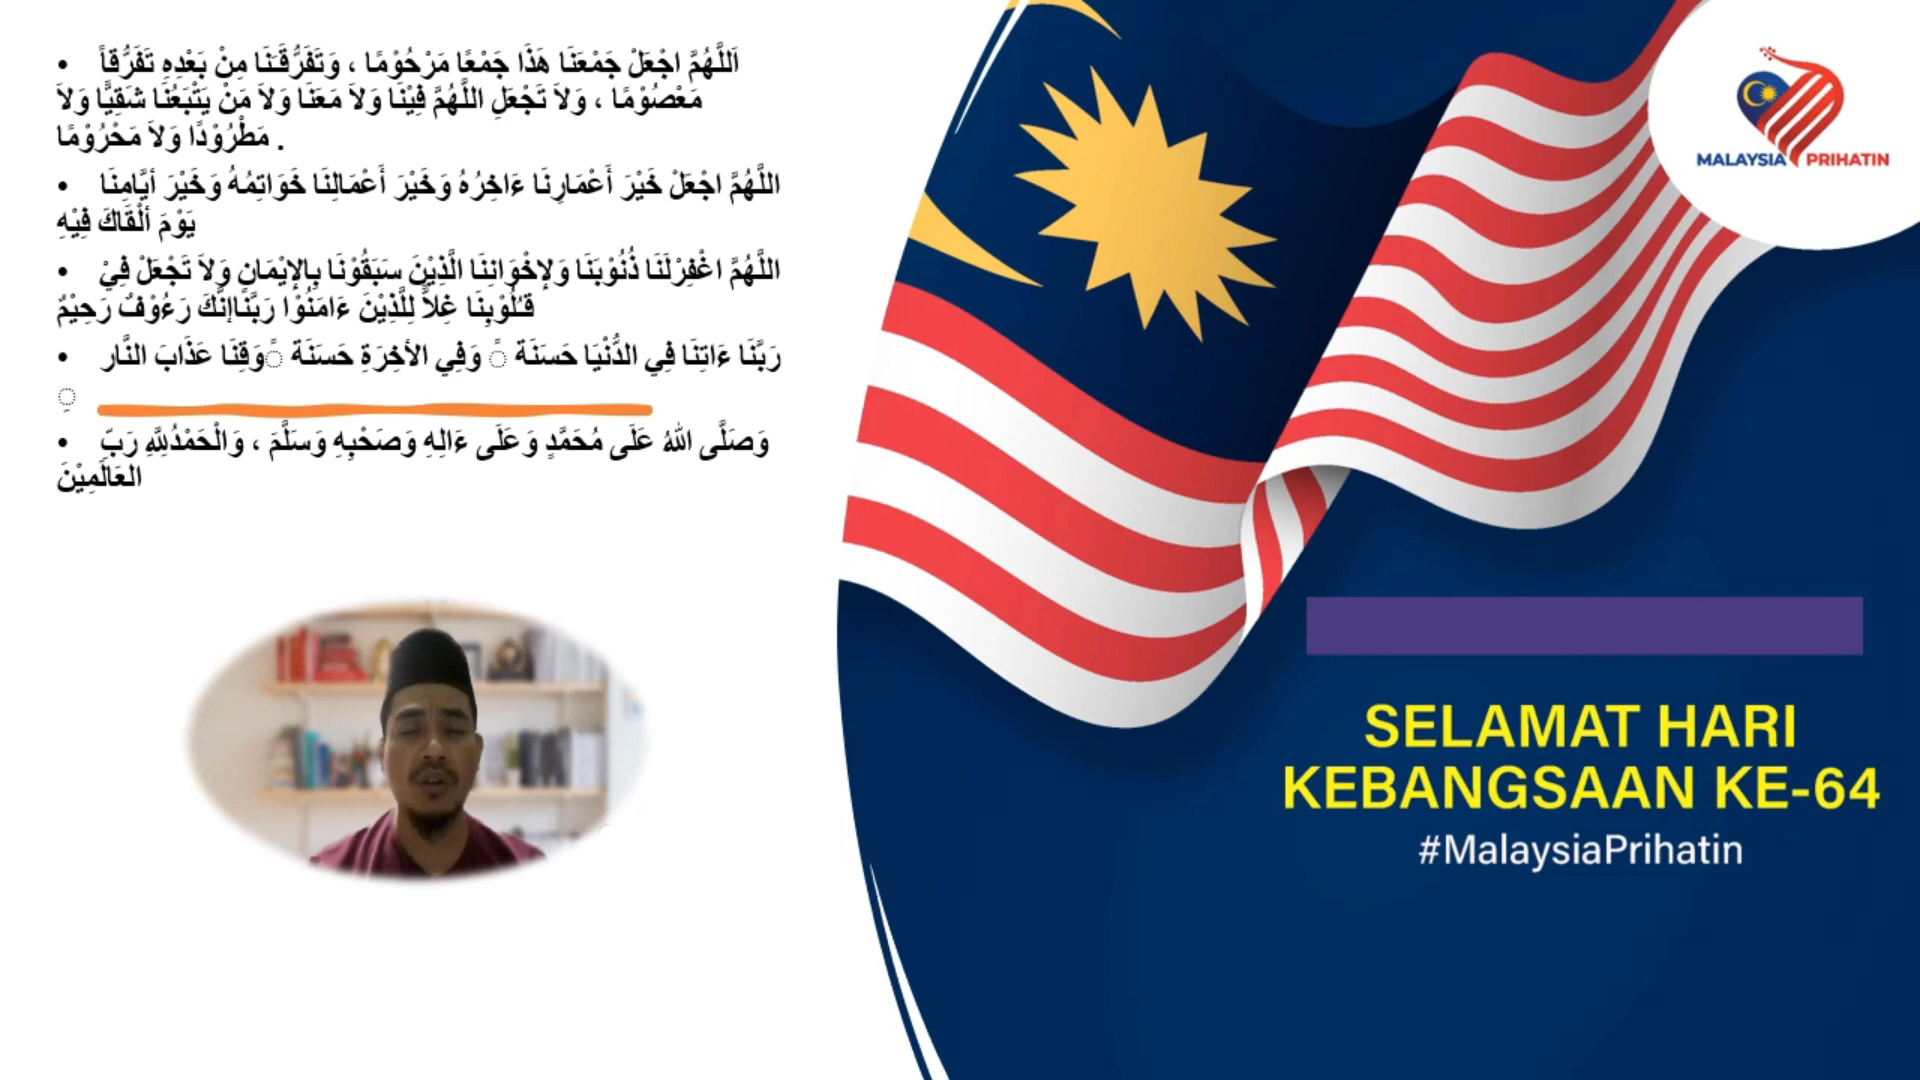 • اَللَّهُمَّ اجْعَلْ جَمْعَنَا هَذَا جَمْعًا مَرْحُوْمًا ، وَتَفَرُّقَنَا مِنْ بَعْدِهِ تَفَرُّقاً
مَعْصُوْمًا ، وَلاَ تَجْعَلِ اللَّهُمَّ فِيْنَا وَلاَ مَعَنَا وَلاَ مَنْ يَتْبَعُنَا شَقِيًّا وَلاَ
مَطْرُوْدًا وَلاَ مَحْرُوْمًا .
• اللَّهُمَّ اجْعَلْ خَيْرَ أَعْمَارِنَا ءَاخِرُهُ وَخَيْرَ أَعْمَالِنَا خَوَاتِمُهُ وَخَيْرَ أَيَّامِنَا
يَوْمَ أَلْقَاكَ فِيْهِ
• اللَّهُمَّ اغْفِرْلَنَا ذُنُوْبَنَا وَلإِخْوَانِنَا الَّذِيْنَ سَبَقُوْنَا بِالإِيْمَانِ وَلاَ تَجْعَلْ فِيْ
قُلُوْبِنَا غِلاًّ لِلَّذِيْنَ ءَامَنُوْا رَبَّنَاإِنَّكَ رَءُوْفٌ رَحِيْمٌ
• رَبَّنَا ءَاتِنَا فِي الدُّنْيَا حَسَنَة ً وَفِي الأخِرَةِ حَسَنَة ًوَقِنَا عَذَابَ النَّار
ِ
• وَصَلَّى اللهُ عَلَى مُحَمَّدٍ وَعَلَى ءَالِهِ وَصَحْبِهِ وَسَلَّمَ ، وَالْحَمْدُلِلَّهِ رَبِّ
العَالَمِيْنَ
MALAYSIA PRIHATIN
SELAMAT HARI
KEBANGSAAN KE-64
#MalaysiaPrihatin